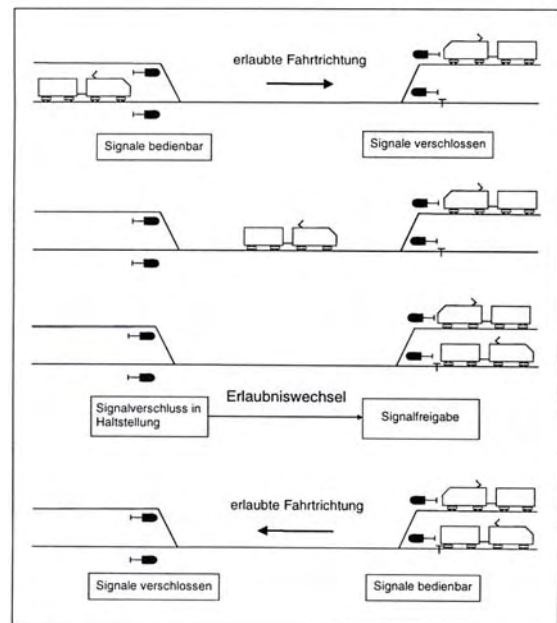 erlaubte Fahrtrichtung
Signale bedienbar
Signale verschlossen
Signalverschluss in
Haltstellung
Erlaubniswechsel
Signalfreigabe
erlaubte Fahrtrichtung
Signale verschlossen
Signale bedienbar